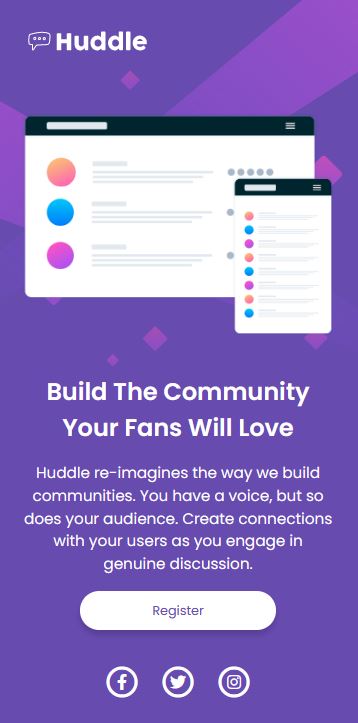 Huddle
Build The Community
Your Fans Will Love
Huddle re-imagines the way we build
communities. You have a voice, but so
does your audience. Create connections
with your users as you engage in
genuine discussion.
Register